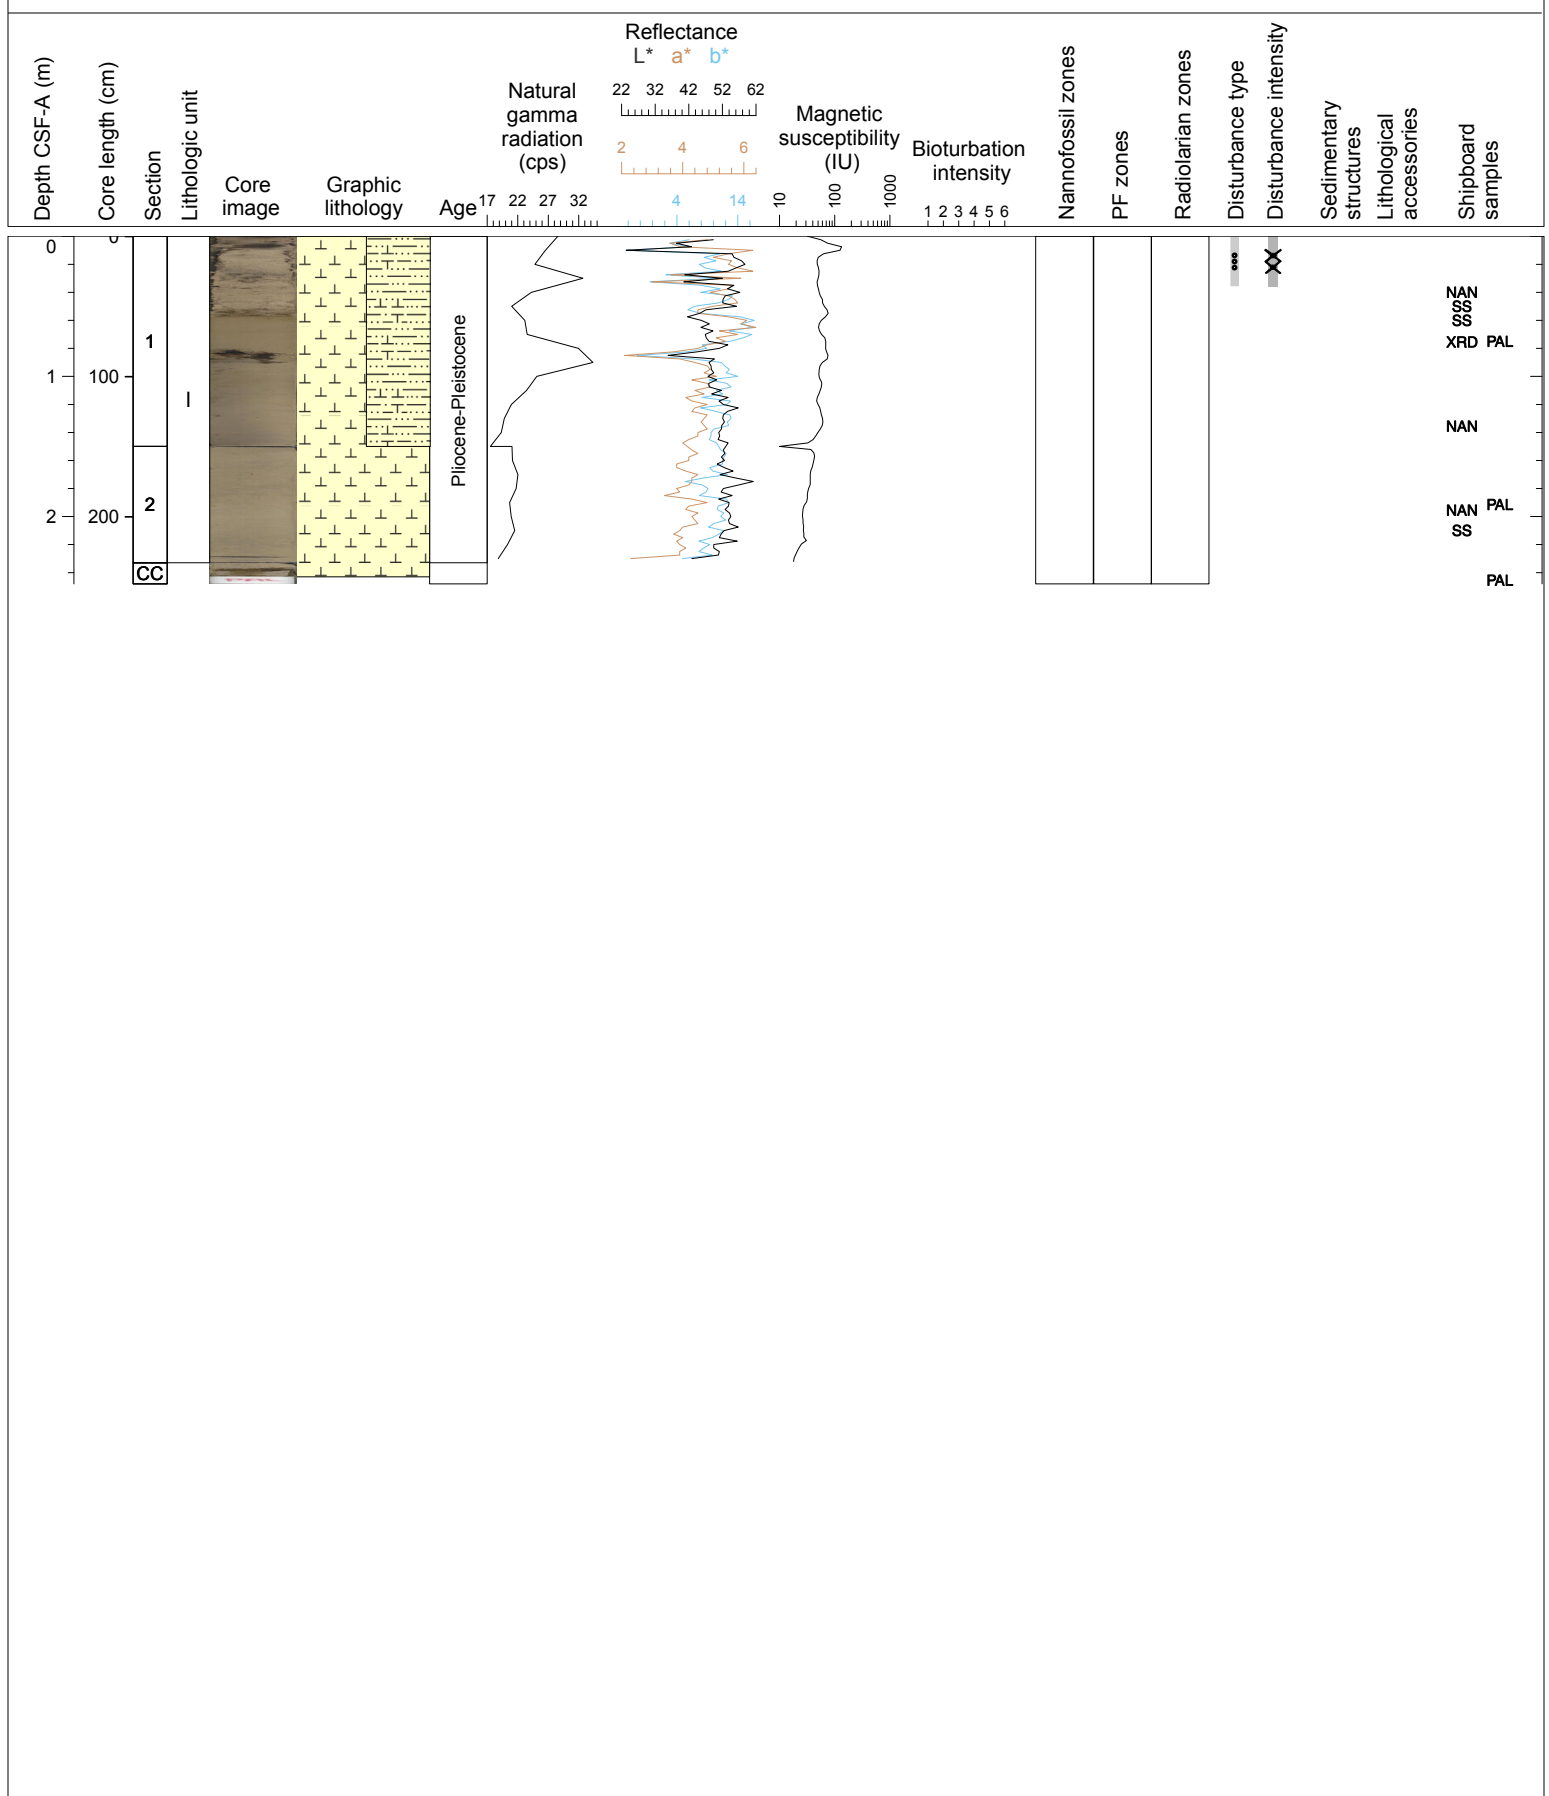 Depth CSF-A (m)
Core length (cm)
Section
Lithologic unit
Core
image
Graphic
lithology
Age
Natural
gamma
radiation
(cps)
17 22 27 32
Reflectance
L* a* b*
22 32 42 52 62
2 4 6
4 14
Magnetic
susceptibility
(IU)
10 100 1000
Bioturbation
intensity
1 2 3 4 5 6
Nannofossil zones
PF zones
Radiolarian zones
Disturbance type
Disturbance intensity
Sedimentary
structures
Lithological
accessories
Shipboard
samples
0 0
1
1 100
I
2
2 200
CC
Pliocene-Pleistocene
NAN
SS
SS
XRD PAL
NAN
PAL
NAN
SS
PAL